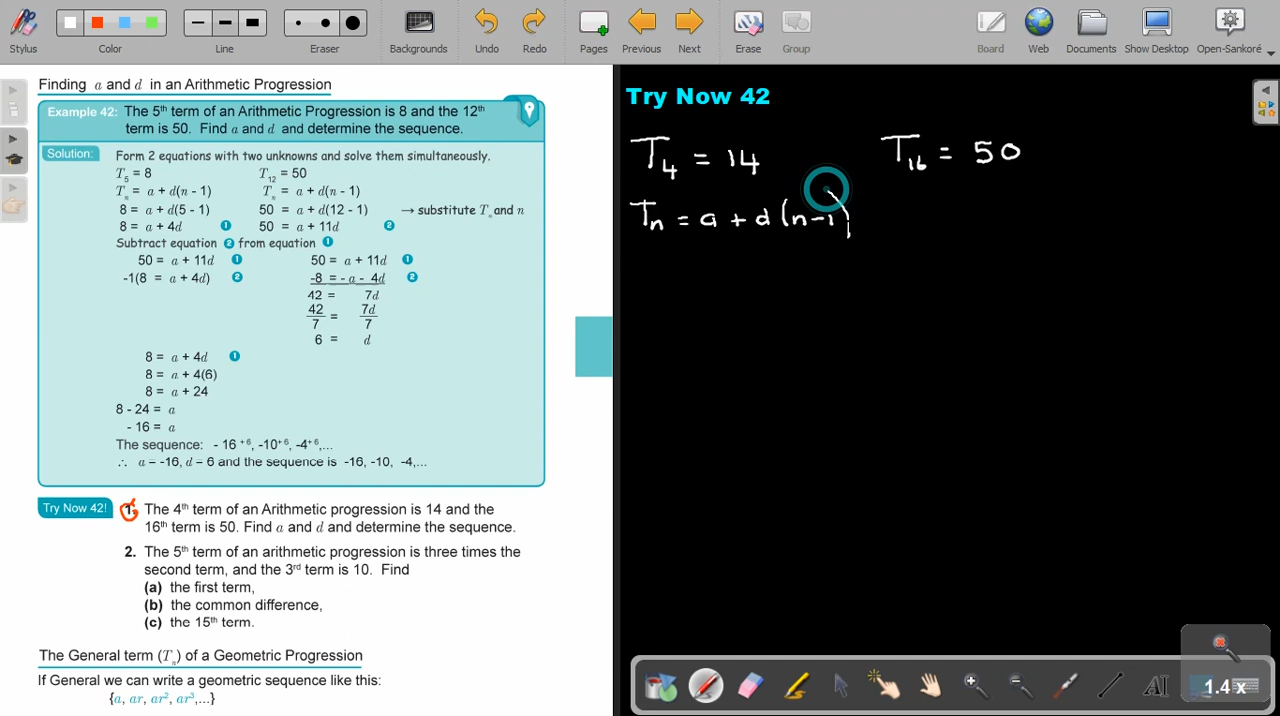 Stylus Color Line Eraser Backgrounds Undo Redo Pages Previous Next Erase Group Board Web Documents Show Desktop Open-Sankoré
Finding a and d in an Arithmetic Progression
Example 42: The 5th term of an Arithmetic Progression is 8 and the 12th
term is 50. Find a and d and determine the sequence.
Solution: Form 2 equations with two unknowns and solve them simultaneously.
T5 = 8 T12 = 50
Tn = a + d(n - 1) Tn = a + d(n - 1)
8 = a + d(5 - 1) 50 = a + d(12 - 1) → substitute Tn and n
8 = a + 4d 1 50 = a + 11d 2
Subtract equation 2 from equation 1
50 = a + 11d 1 50 = a + 11d 1
-1(8 = a + 4d) 2 -8 = - a - 4d 2
42 = 7d
42/7 = 7d/7
6 = d
8 = a + 4d 1
8 = a + 4(6)
8 = a + 24
8 - 24 = a
- 16 = a
The sequence: - 16 +6, -10+6, -4+6,...
∴ a = -16, d = 6 and the sequence is -16, -10, -4,...
Try Now 42! 1. The 4th term of an Arithmetic progression is 14 and the
16th term is 50. Find a and d and determine the sequence.
2. The 5th term of an arithmetic progression is three times the
second term, and the 3rd term is 10. Find
(a) the first term,
(b) the common difference,
(c) the 15th term.
The General term (Tn) of a Geometric Progression
If General we can write a geometric sequence like this:
{a, ar, ar², ar³,...}
Try Now 42
T4 = 14 T16 = 50
Tn = a + d(n-1)
1.4 x